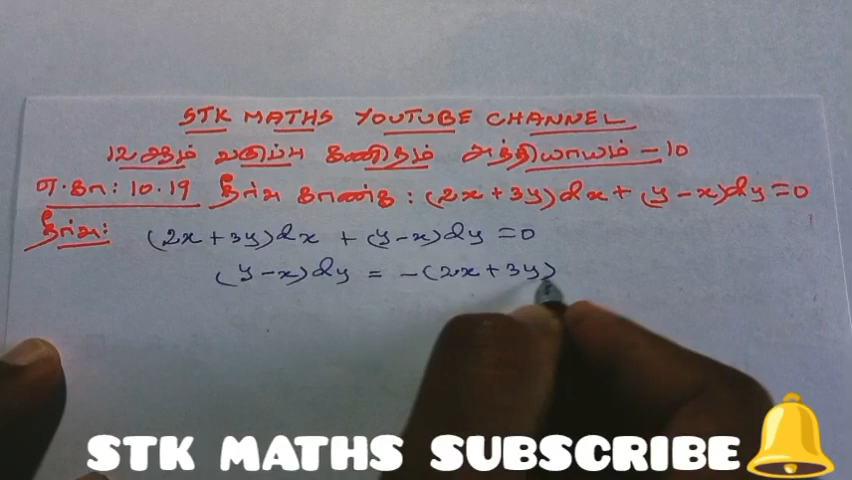 STK MATHS YOUTUBE CHANNEL
12ஆம் வகுப்பு கணிதம் அத்தியாயம் - 10
எ.கா: 10.19 தீர்வு காண்க : (2x+3y)dx + (y-x)dy = 0
தீர்வு:
(2x+3y)dx + (y-x)dy = 0
(y-x)dy = -(2x+3y)
STK MATHS SUBSCRIBE